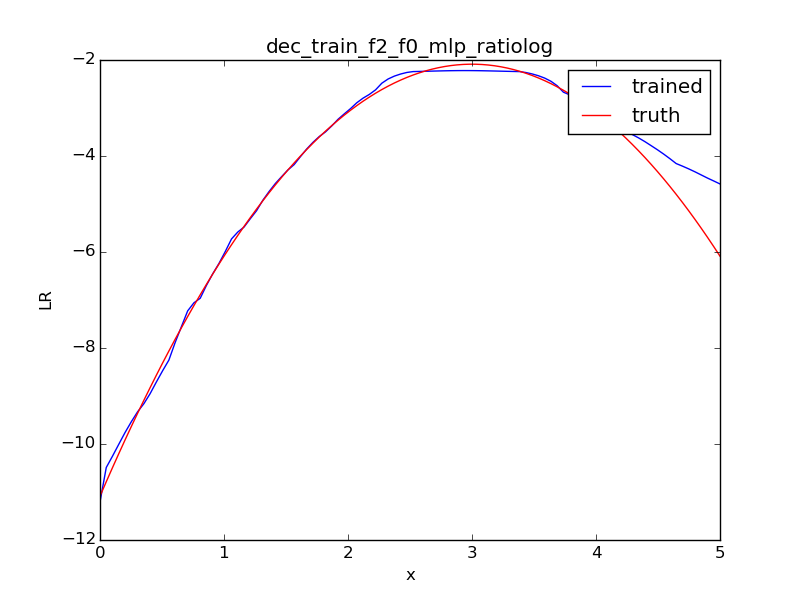 dec_train_f2_f0_mlp_ratiolog
−2
−4
−6
−8
−10
−12
LR
trained
truth
0 1 2 3 4 5
x